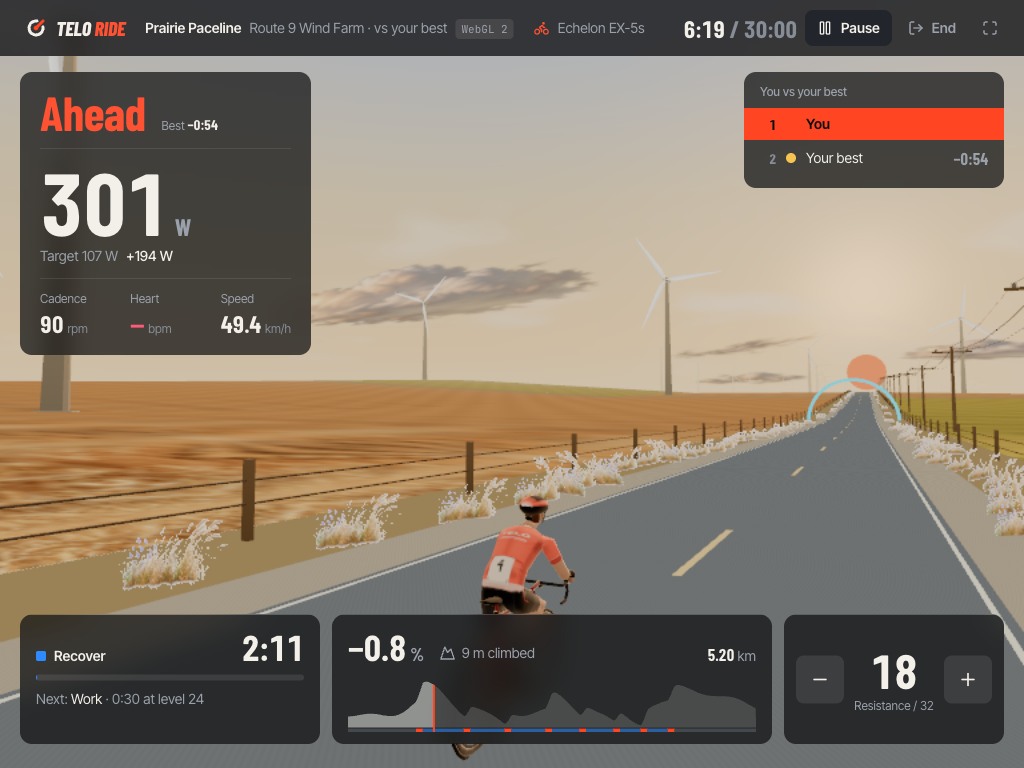 TELO RIDE Prairie Paceline Route 9 Wind Farm · vs your best WebGL 2 Echelon EX-5s 6:19 / 30:00 Pause End
Ahead Best −0:54
301 W
Target 107 W +194 W
Cadence Heart Speed
90 rpm – bpm 49.4 km/h
You vs your best
1 You
2 Your best −0:54
Recover 2:11
Next: Work · 0:30 at level 24
−0.8 % 9 m climbed 5.20 km
− 18 +
Resistance / 32